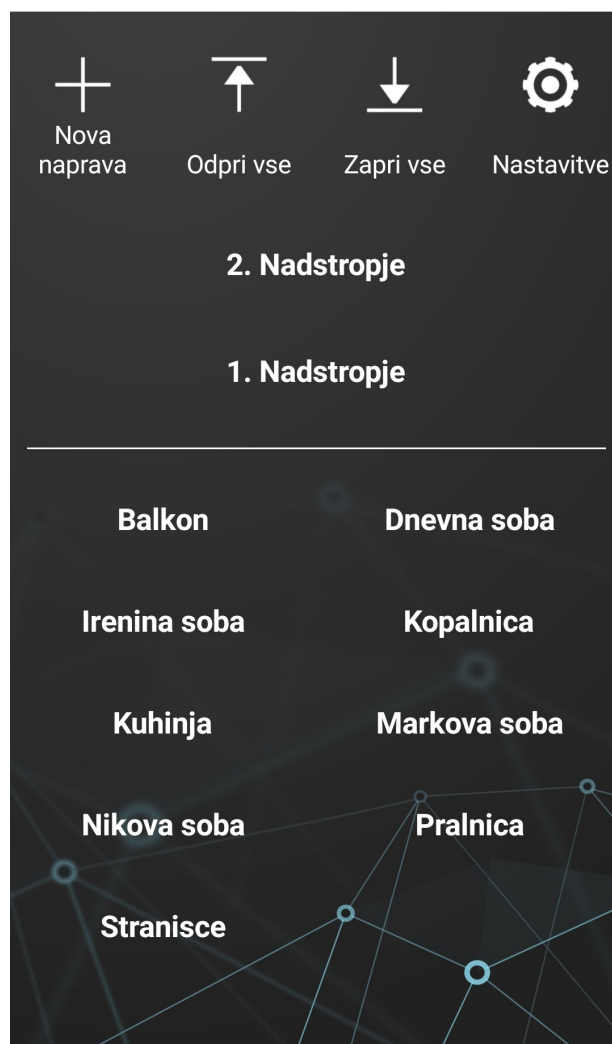 Nova
naprava
Odpri vse
Zapri vse
Nastavitve
2. Nadstropje
1. Nadstropje
Balkon
Dnevna soba
Irenina soba
Kopalnica
Kuhinja
Markova soba
Nikova soba
Pralnica
Stranisce